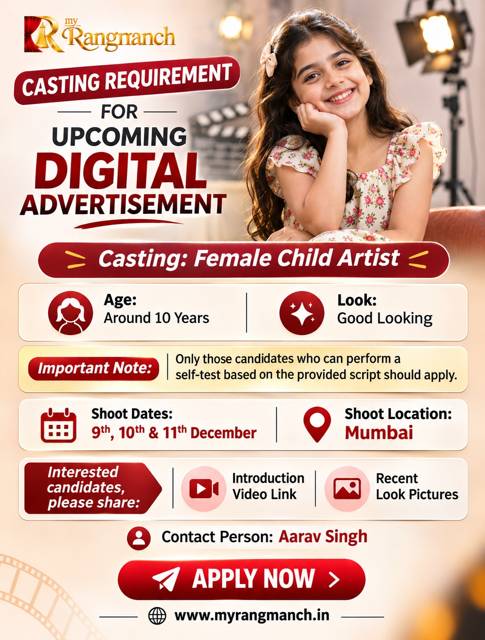 my
Rangmanch
CASTING REQUIREMENT
FOR
UPCOMING
DIGITAL
ADVERTISEMENT
Casting: Female Child Artist
Age:
Around 10 Years
Look:
Good Looking
Important Note:
Only those candidates who can perform a
self-test based on the provided script should apply.
Shoot Dates:
9th, 10th & 11th December
Shoot Location:
Mumbai
Interested
candidates,
please share:
Introduction
Video Link
Recent
Look Pictures
Contact Person: Aarav Singh
APPLY NOW >
www.myrangmanch.in